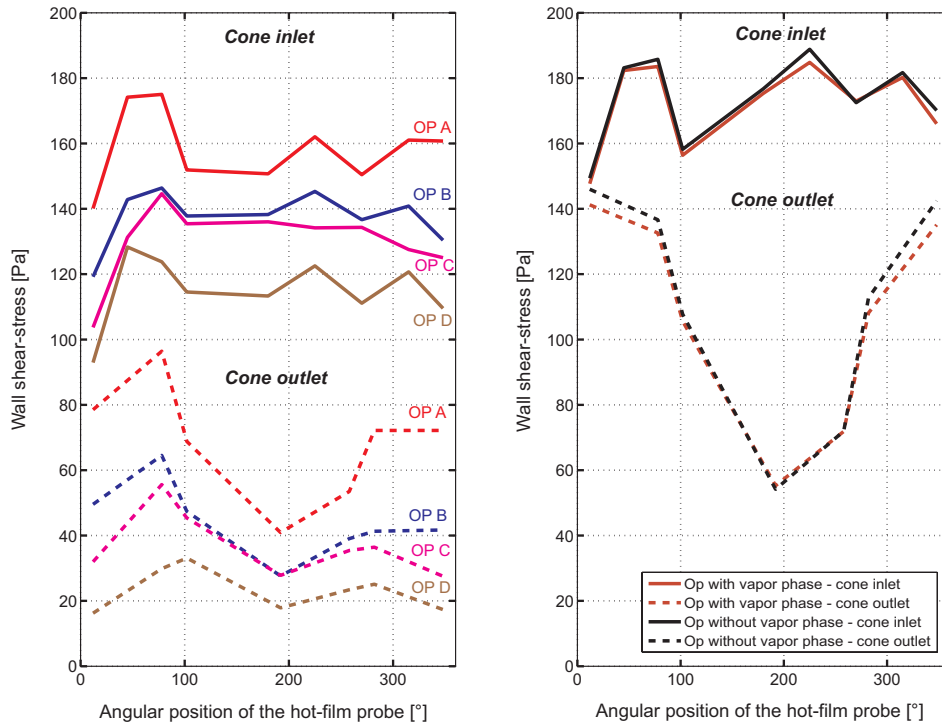 Cone inlet
OP A
OP B
OP C
OP D
Cone outlet
OP A
OP B
OP C
OP D
200
180
160
140
120
100
80
60
40
20
0
0
100
200
300
Wall shear-stress [Pa]
Angular position of the hot-film probe [°]
Cone inlet
Cone outlet
Op with vapor phase - cone inlet
Op with vapor phase - cone outlet
Op without vapor phase - cone inlet
Op without vapor phase - cone outlet
200
180
160
140
120
100
80
60
40
20
0
0
100
200
300
Wall shear-stress [Pa]
Angular position of the hot-film probe [°]